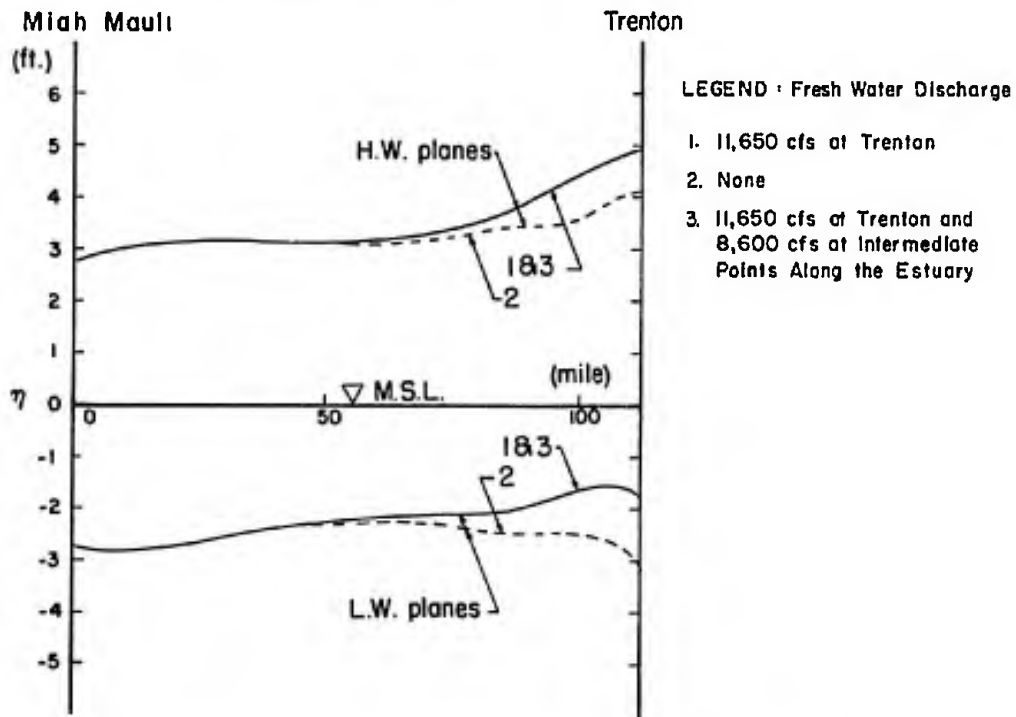 Miah Maull
Trenton
(ft.)
LEGEND : Fresh Water Discharge
1. 11,650 cfs at Trenton
2. None
3. 11,650 cfs at Trenton and
8,600 cfs at Intermediate
Points Along the Estuary
6
5
4
3
2
1
0
-1
-2
-3
-4
-5
η
H.W. planes
1&3
2
M.S.L.
(mile)
0
50
100
1&3
2
L.W. planes